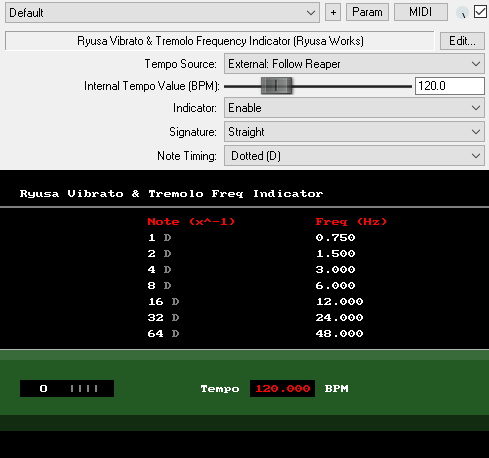 Default + Param MIDI
Ryusa Vibrato & Tremolo Frequency Indicator (Ryusa Works) Edit...
Tempo Source: External: Follow Reaper
Internal Tempo Value (BPM): 120.0
Indicator: Enable
Signature: Straight
Note Timing: Dotted (D)
Ryusa Vibrato & Tremolo Freq Indicator
Note (x^-1) Freq (Hz)
1 D 0.750
2 D 1.500
4 D 3.000
8 D 6.000
16 D 12.000
32 D 24.000
64 D 48.000
0 |||| Tempo 120.000 BPM